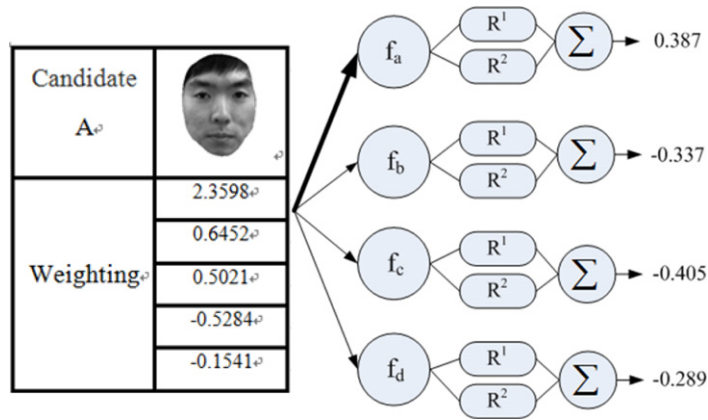 Candidate
A↵
↵
Weighting↵
2.3598↵
0.6452↵
0.5021↵
-0.5284↵
-0.1541↵
fa
R1
R2
∑
0.387
fb
R1
R2
∑
-0.337
fc
R1
R2
∑
-0.405
fd
R1
R2
∑
-0.289